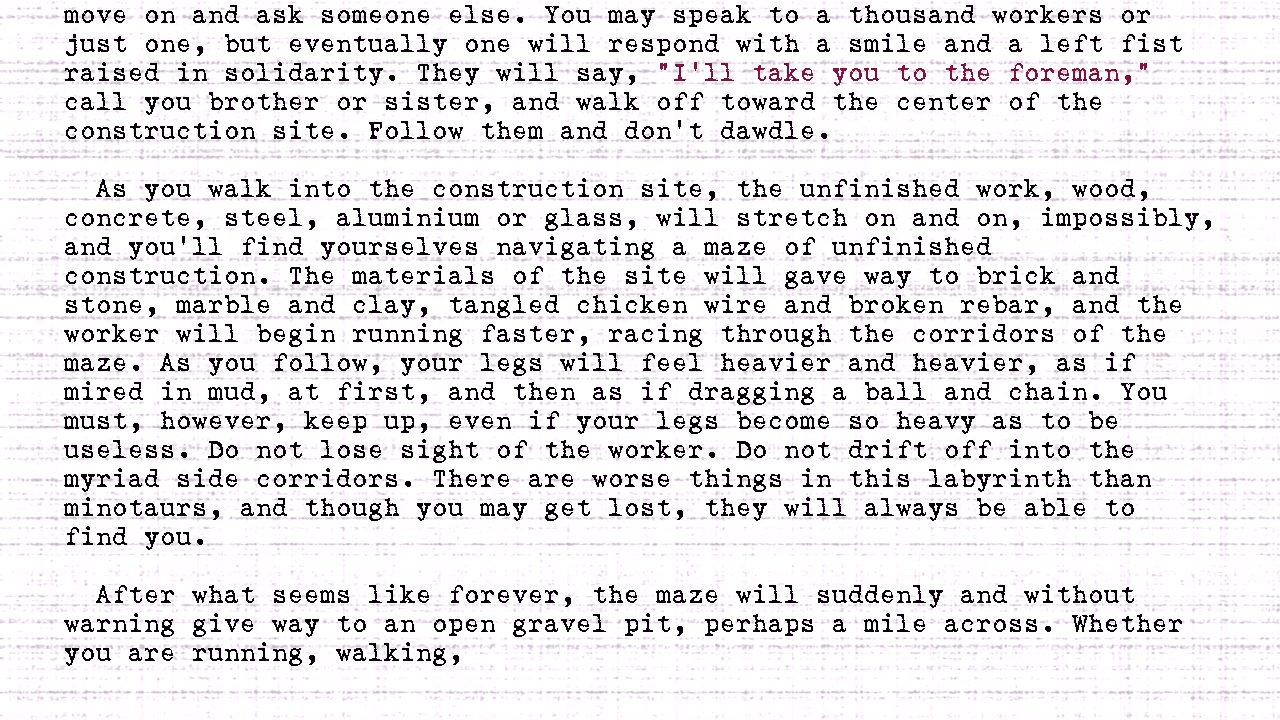 move on and ask someone else. You may speak to a thousand workers or
just one, but eventually one will respond with a smile and a left fist
raised in solidarity. They will say, "I'll take you to the foreman,"
call you brother or sister, and walk off toward the center of the
construction site. Follow them and don't dawdle.
As you walk into the construction site, the unfinished work, wood,
concrete, steel, aluminium or glass, will stretch on and on, impossibly,
and you'll find yourselves navigating a maze of unfinished
construction. The materials of the site will gave way to brick and
stone, marble and clay, tangled chicken wire and broken rebar, and the
worker will begin running faster, racing through the corridors of the
maze. As you follow, your legs will feel heavier and heavier, as if
mired in mud, at first, and then as if dragging a ball and chain. You
must, however, keep up, even if your legs become so heavy as to be
useless. Do not lose sight of the worker. Do not drift off into the
myriad side corridors. There are worse things in this labyrinth than
minotaurs, and though you may get lost, they will always be able to
find you.
After what seems like forever, the maze will suddenly and without
warning give way to an open gravel pit, perhaps a mile across. Whether
you are running, walking,